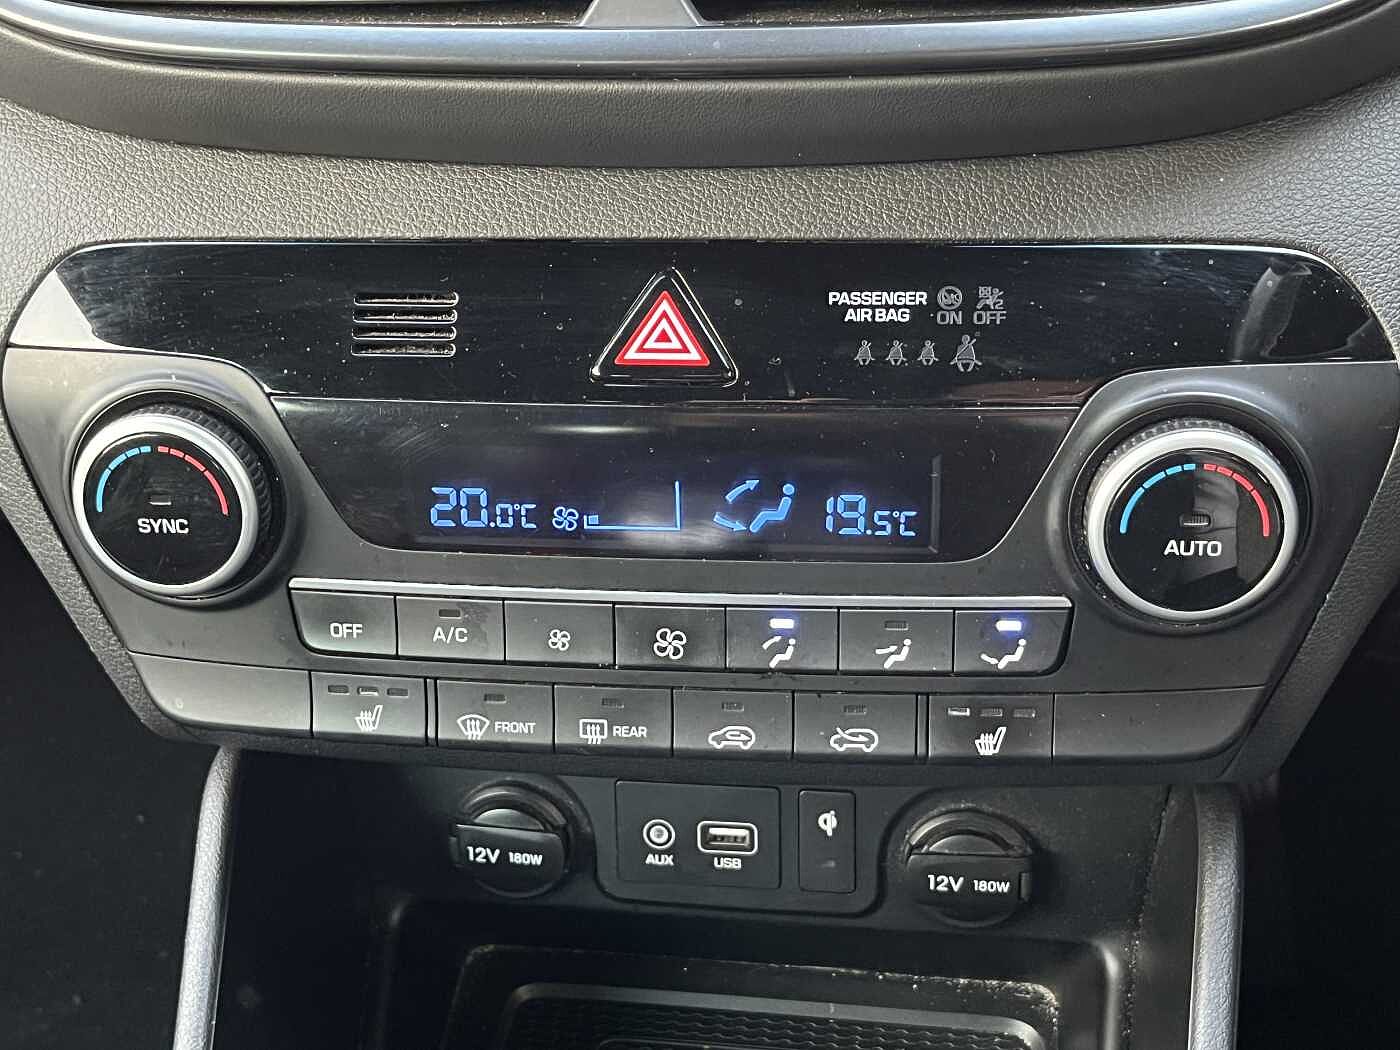 PASSENGER
AIR BAG
ON OFF
SYNC
20.0°C
19.5°C
AUTO
OFF
A/C
FRONT
REAR
12V 180W
AUX
USB
qi
12V 180W